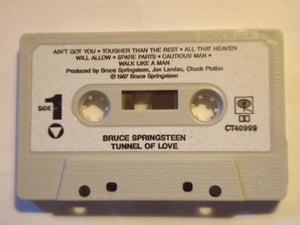 AIN'T GOT YOU • TOUGHER THAN THE REST • ALL THAT HEAVEN
WILL ALLOW • SPARE PARTS • CAUTIOUS MAN •
WALK LIKE A MAN
Produced by Bruce Springsteen, Jon Landau, Chuck Plotkin
℗ 1987 Bruce Springsteen
SIDE 1
CT40999
BRUCE SPRINGSTEEN
TUNNEL OF LOVE